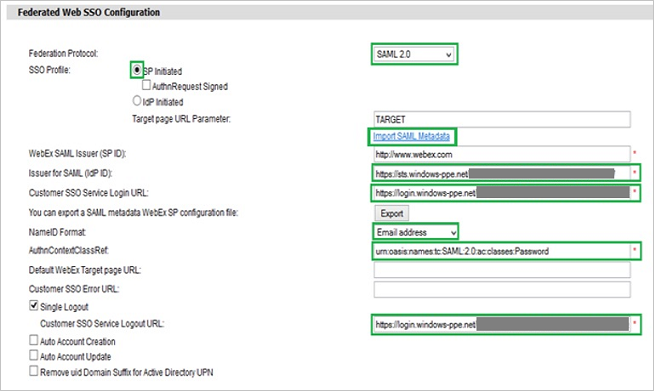 Federated Web SSO Configuration
Federation Protocol: SAML 2.0
SSO Profile: SP Initiated
AuthnRequest Signed
IdP Initiated
Target page URL Parameter: TARGET
Import SAML Metadata
WebEx SAML Issuer (SP ID): http://www.webex.com *
Issuer for SAML (IdP ID): https://sts.windows-ppe.net *
Customer SSO Service Login URL: https://login.windows-ppe.net *
You can export a SAML metadata WebEx SP configuration file: Export
NameID Format: Email address
AuthnContextClassRef: urn:oasis:names:tc:SAML:2.0:ac:classes:Password *
Default WebEx Target page URL:
Customer SSO Error URL:
Single Logout
Customer SSO Service Logout URL: https://login.windows-ppe.net *
Auto Account Creation
Auto Account Update
Remove uid Domain Suffix for Active Directory UPN